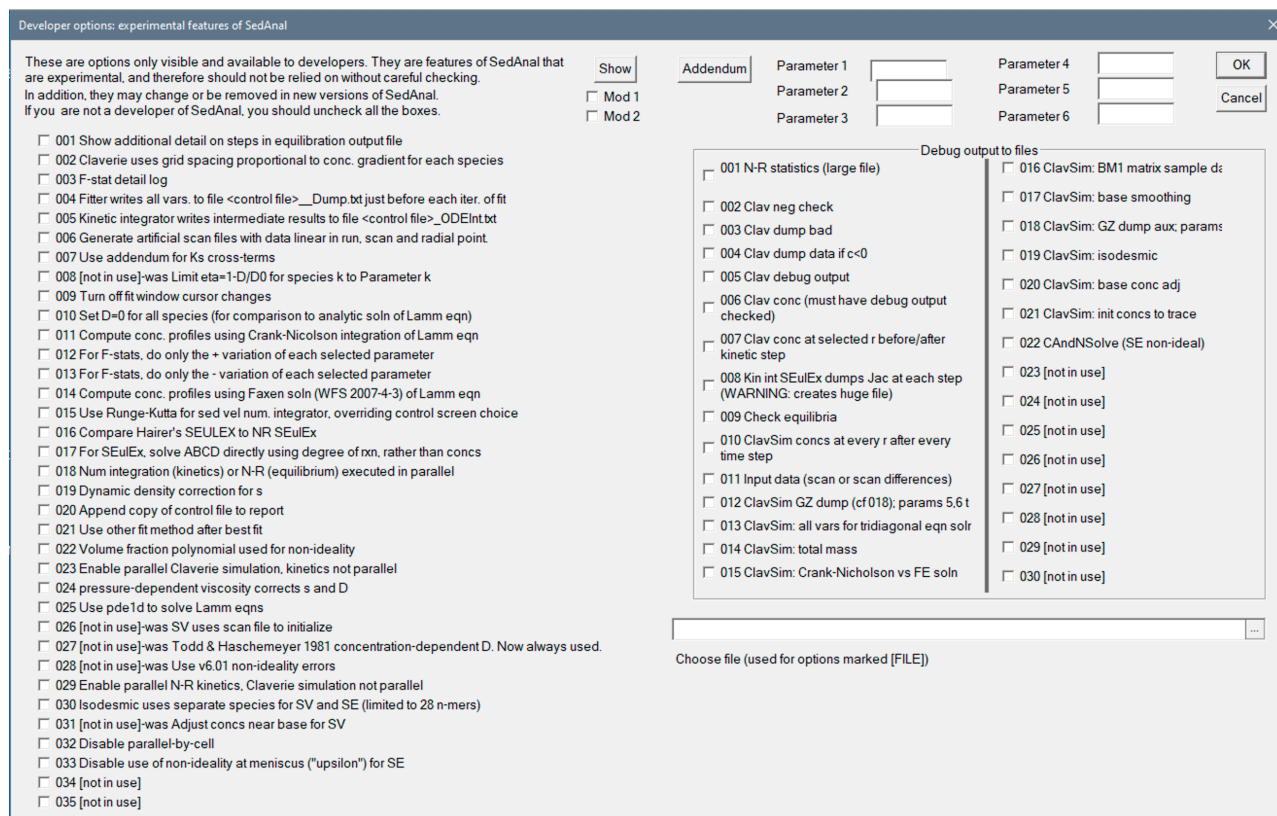 Developer options: experimental features of SedAnal
These are options only visible and available to developers. They are features of SedAnal that
are experimental, and therefore should not be relied on without careful checking.
In addition, they may change or be removed in new versions of SedAnal.
If you are not a developer of SedAnal, you should uncheck all the boxes.
Show
Mod 1
Mod 2
Addendum
Parameter 1
Parameter 2
Parameter 3
Parameter 4
Parameter 5
Parameter 6
OK
Cancel
001 Show additional detail on steps in equilibration output file
002 Claverie uses grid spacing proportional to conc. gradient for each species
003 F-stat detail log
004 Fitter writes all vars. to file <control file>__Dump.txt just before each iter. of fit
005 Kinetic integrator writes intermediate results to file <control file>_ODEInt.txt
006 Generate artificial scan files with data linear in run, scan and radial point.
007 Use addendum for Ks cross-terms
008 [not in use]-was Limit eta=1-D/D0 for species k to Parameter k
009 Turn off fit window cursor changes
010 Set D=0 for all species (for comparison to analytic soln of Lamm eqn)
011 Compute conc. profiles using Crank-Nicolson integration of Lamm eqn
012 For F-stats, do only the + variation of each selected parameter
013 For F-stats, do only the - variation of each selected parameter
014 Compute conc. profiles using Faxen soln (WFS 2007-4-3) of Lamm eqn
015 Use Runge-Kutta for sed vel num. integrator, overriding control screen choice
016 Compare Hairer's SEULEX to NR SEulEx
017 For SEulEx, solve ABCD directly using degree of rxn, rather than concs
018 Num integration (kinetics) or N-R (equilibrium) executed in parallel
019 Dynamic density correction for s
020 Append copy of control file to report
021 Use other fit method after best fit
022 Volume fraction polynomial used for non-ideality
023 Enable parallel Claverie simulation, kinetics not parallel
024 pressure-dependent viscosity corrects s and D
025 Use pde1d to solve Lamm eqns
026 [not in use]-was SV uses scan file to initialize
027 [not in use]-was Todd & Haschemeyer 1981 concentration-dependent D. Now always used.
028 [not in use]-was Use v6.01 non-ideality errors
029 Enable parallel N-R kinetics, Claverie simulation not parallel
030 Isodesmic uses separate species for SV and SE (limited to 28 n-mers)
031 [not in use]-was Adjust concs near base for SV
032 Disable parallel-by-cell
033 Disable use of non-ideality at meniscus ("upsilon") for SE
034 [not in use]
035 [not in use]
Debug output to files
001 N-R statistics (large file)
002 Clav neg check
003 Clav dump bad
004 Clav dump data if c<0
005 Clav debug output
006 Clav conc (must have debug output
checked)
007 Clav conc at selected r before/after
kinetic step
008 Kin int SEulEx dumps Jac at each step
(WARNING: creates huge file)
009 Check equilibria
010 ClavSim concs at every r after every
time step
011 Input data (scan or scan differences)
012 ClavSim GZ dump (cf 018); params 5,6 t
013 ClavSim: all vars for tridiagonal eqn solr
014 ClavSim: total mass
015 ClavSim: Crank-Nicholson vs FE soln
016 ClavSim: BM1 matrix sample da
017 ClavSim: base smoothing
018 ClavSim: GZ dump aux; params
019 ClavSim: isodesmic
020 ClavSim: base conc adj
021 ClavSim: init concs to trace
022 CAndNSolve (SE non-ideal)
023 [not in use]
024 [not in use]
025 [not in use]
026 [not in use]
027 [not in use]
028 [not in use]
029 [not in use]
030 [not in use]
...
Choose file (used for options marked [FILE])